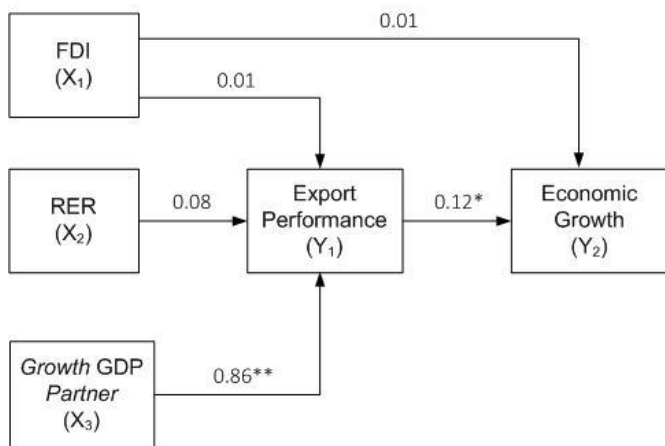 FDI
(X₁)
0.01
0.01
RER
(X₂)
0.08
Export
Performance
(Y₁)
0.12*
Economic
Growth
(Y₂)
Growth GDP
Partner
(X₃)
0.86**